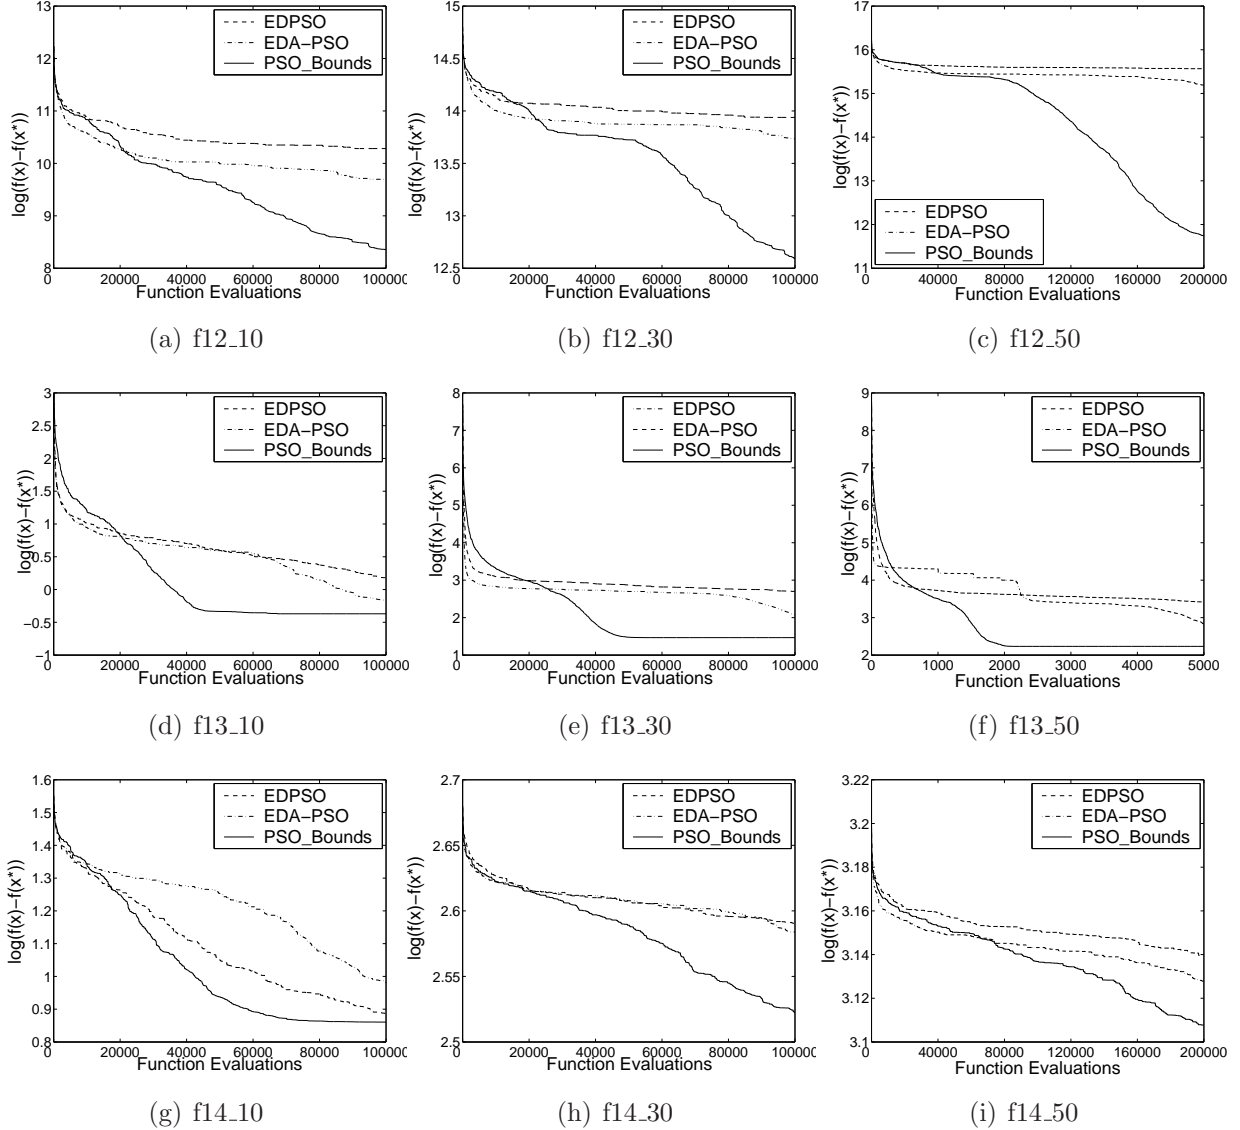 13
12
11
10
9
8
log(f(x)−f(x*))
EDPSO
EDA−PSO
PSO_Bounds
0 20000 40000 60000 80000 100000
Function Evaluations
(a) f12_10
15
14.5
14
13.5
13
12.5
log(f(x)−f(x*))
EDPSO
EDA−PSO
PSO_Bounds
0 20000 40000 60000 80000 100000
Function Evaluations
(b) f12_30
17
16
15
14
13
12
11
log(f(x)−f(x*))
EDPSO
EDA−PSO
PSO_Bounds
0 40000 80000 120000 160000 200000
Function Evaluations
(c) f12_50
3
2.5
2
1.5
1
0.5
0
−0.5
−1
log(f(x)−f(x*))
EDPSO
EDA−PSO
PSO_Bounds
0 20000 40000 60000 80000 100000
Function Evaluations
(d) f13_10
8
7
6
5
4
3
2
1
log(f(x)−f(x*))
EDPSO
EDA−PSO
PSO_Bounds
0 20000 40000 60000 80000 100000
Function Evaluations
(e) f13_30
9
8
7
6
5
4
3
2
log(f(x)−f(x*))
EDPSO
EDA−PSO
PSO_Bounds
0 1000 2000 3000 4000 5000
Function Evaluations
(f) f13_50
1.6
1.5
1.4
1.3
1.2
1.1
1
0.9
0.8
log(f(x)−f(x*))
EDPSO
EDA−PSO
PSO_Bounds
0 20000 40000 60000 80000 100000
Function Evaluations
(g) f14_10
2.7
2.65
2.6
2.55
2.5
log(f(x)−f(x*))
EDPSO
EDA−PSO
PSO_Bounds
0 20000 40000 60000 80000 100000
Function Evaluations
(h) f14_30
3.22
3.2
3.18
3.16
3.14
3.12
3.1
log(f(x)−f(x*))
EDPSO
EDA−PSO
PSO_Bounds
0 40000 80000 120000 160000 200000
Function Evaluations
(i) f14_50